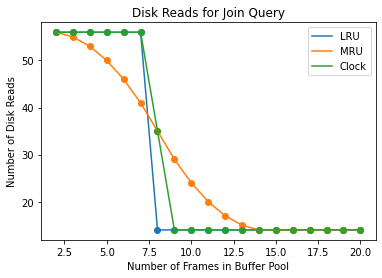 Disk Reads for Join Query
LRU
MRU
Clock
Number of Disk Reads
50
40
30
20
2.5 5.0 7.5 10.0 12.5 15.0 17.5 20.0
Number of Frames in Buffer Pool